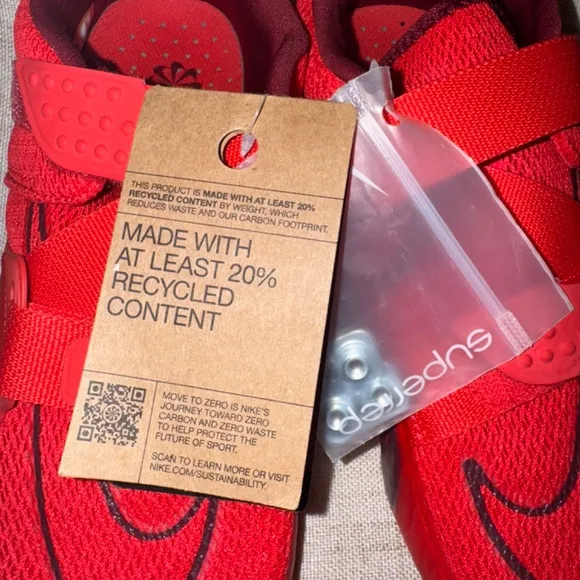 THIS PRODUCT IS MADE WITH AT LEAST 20%
RECYCLED CONTENT BY WEIGHT, WHICH
REDUCES WASTE AND OUR CARBON FOOTPRINT.
MADE WITH
AT LEAST 20%
RECYCLED
CONTENT
MOVE TO ZERO IS NIKE'S
JOURNEY TOWARD ZERO
CARBON AND ZERO WASTE
TO HELP PROTECT THE
FUTURE OF SPORT.
SCAN TO LEARN MORE OR VISIT
NIKE.COM/SUSTAINABILITY.
superrep